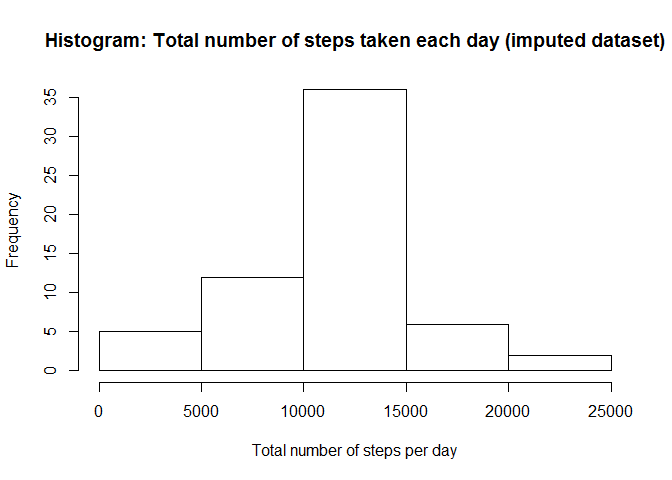 Histogram: Total number of steps taken each day (imputed dataset)
Frequency
35
30
25
20
15
10
5
0
0 5000 10000 15000 20000 25000
Total number of steps per day